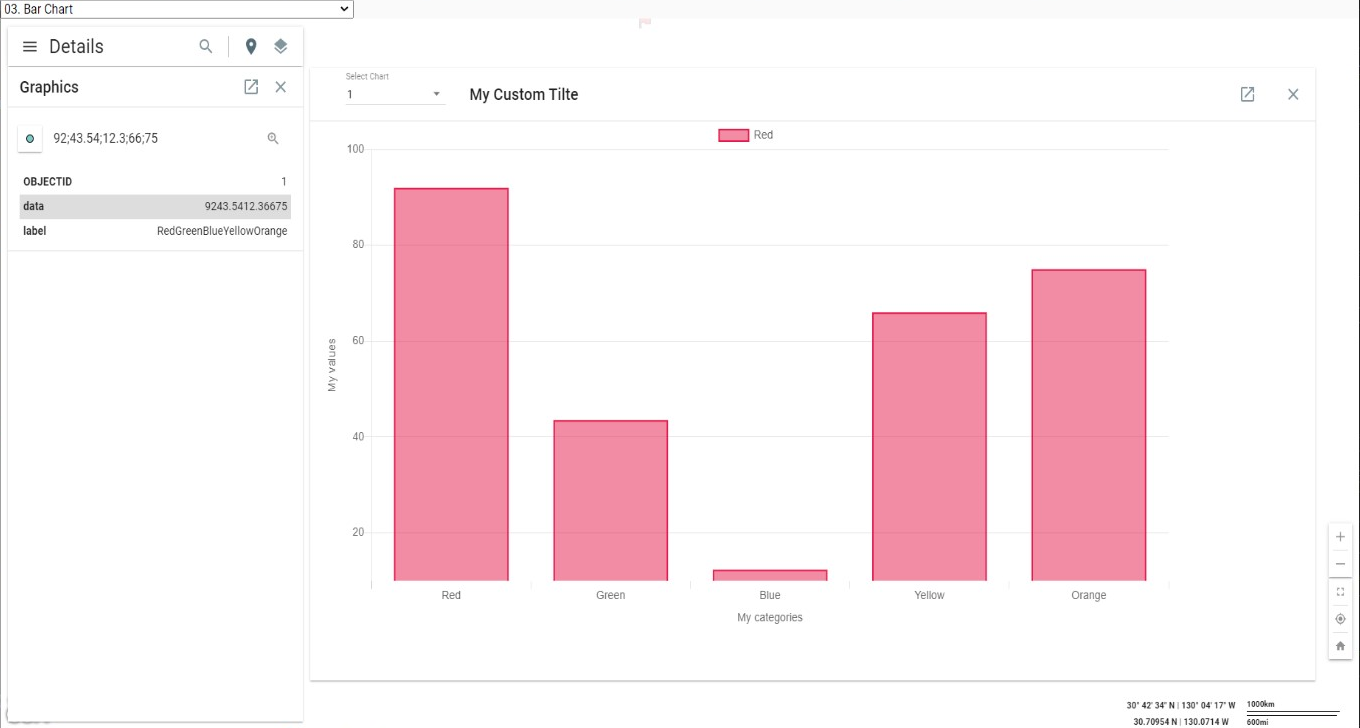 03. Bar Chart
Details
Graphics
92;43.54;12.3;66;75
OBJECTID 1
data 9243.5412.36675
label RedGreenBlueYellowOrange
Select Chart
1
My Custom Tilte
Red
100
80
60
40
20
My values
Red Green Blue Yellow Orange
My categories
30° 42' 34" N | 130° 04' 17" W 1000km
30.70954 N | 130.0714 W 600mi